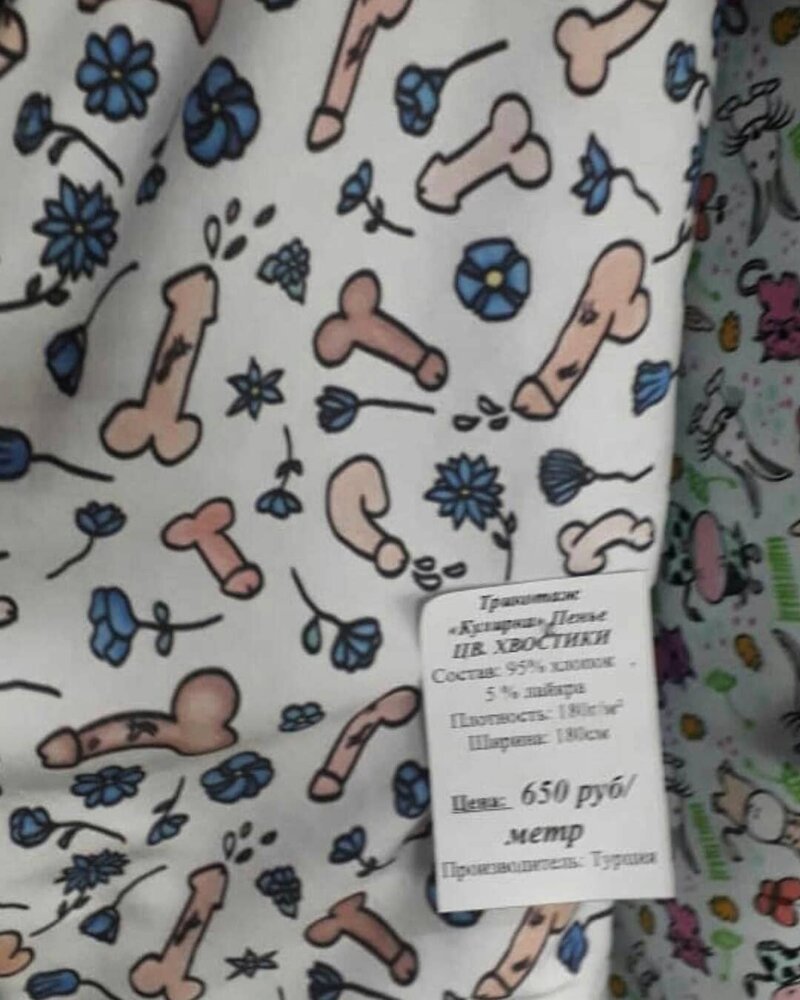 Трикотаж
«Кулирка» Пенье
ЦВ. ХВОСТИКИ
Состав: 95% хлопок
5 % лайкра
Плотность: 180г/м²
Ширина: 180см
Цена: 650 руб/
метр
Производитель: Турция